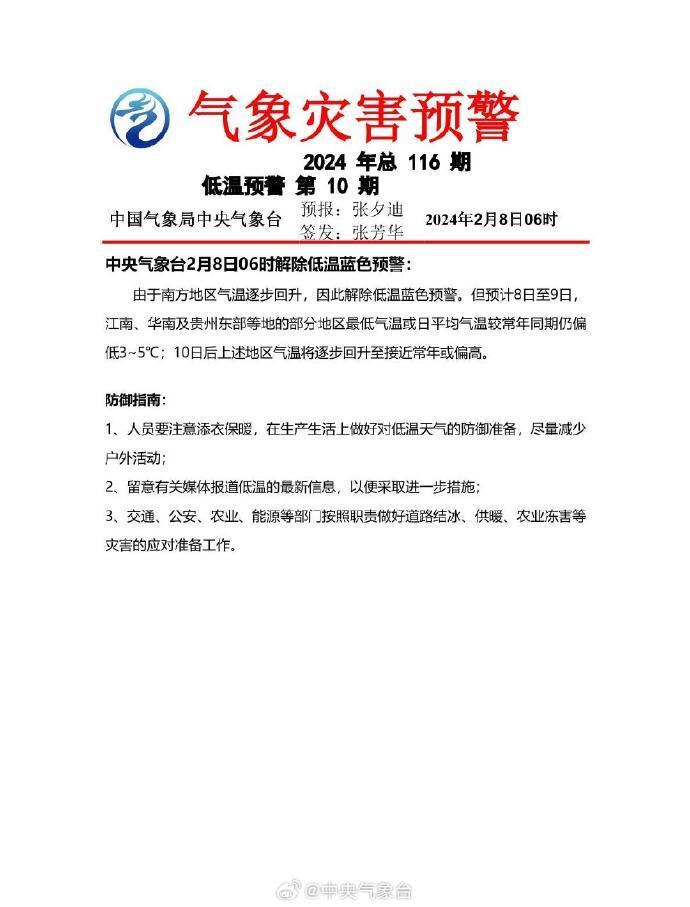 气象灾害预警
2024 年总 116 期
低温预警 第 10 期
中国气象局中央气象台
预报：张夕迪
签发：张芳华
2024年2月8日06时
中央气象台2月8日06时解除低温蓝色预警：
由于南方地区气温逐步回升，因此解除低温蓝色预警。但预计8日至9日，
江南、华南及贵州东部等地的部分地区最低气温或日平均气温较常年同期仍偏
低3~5℃；10日后上述地区气温将逐步回升至接近常年或偏高。
防御指南：
1、人员要注意添衣保暖，在生产生活上做好对低温天气的防御准备，尽量减少
户外活动；
2、留意有关媒体报道低温的最新信息，以便采取进一步措施；
3、交通、公安、农业、能源等部门按照职责做好道路结冰、供暖、农业冻害等
灾害的应对准备工作。
@中央气象台